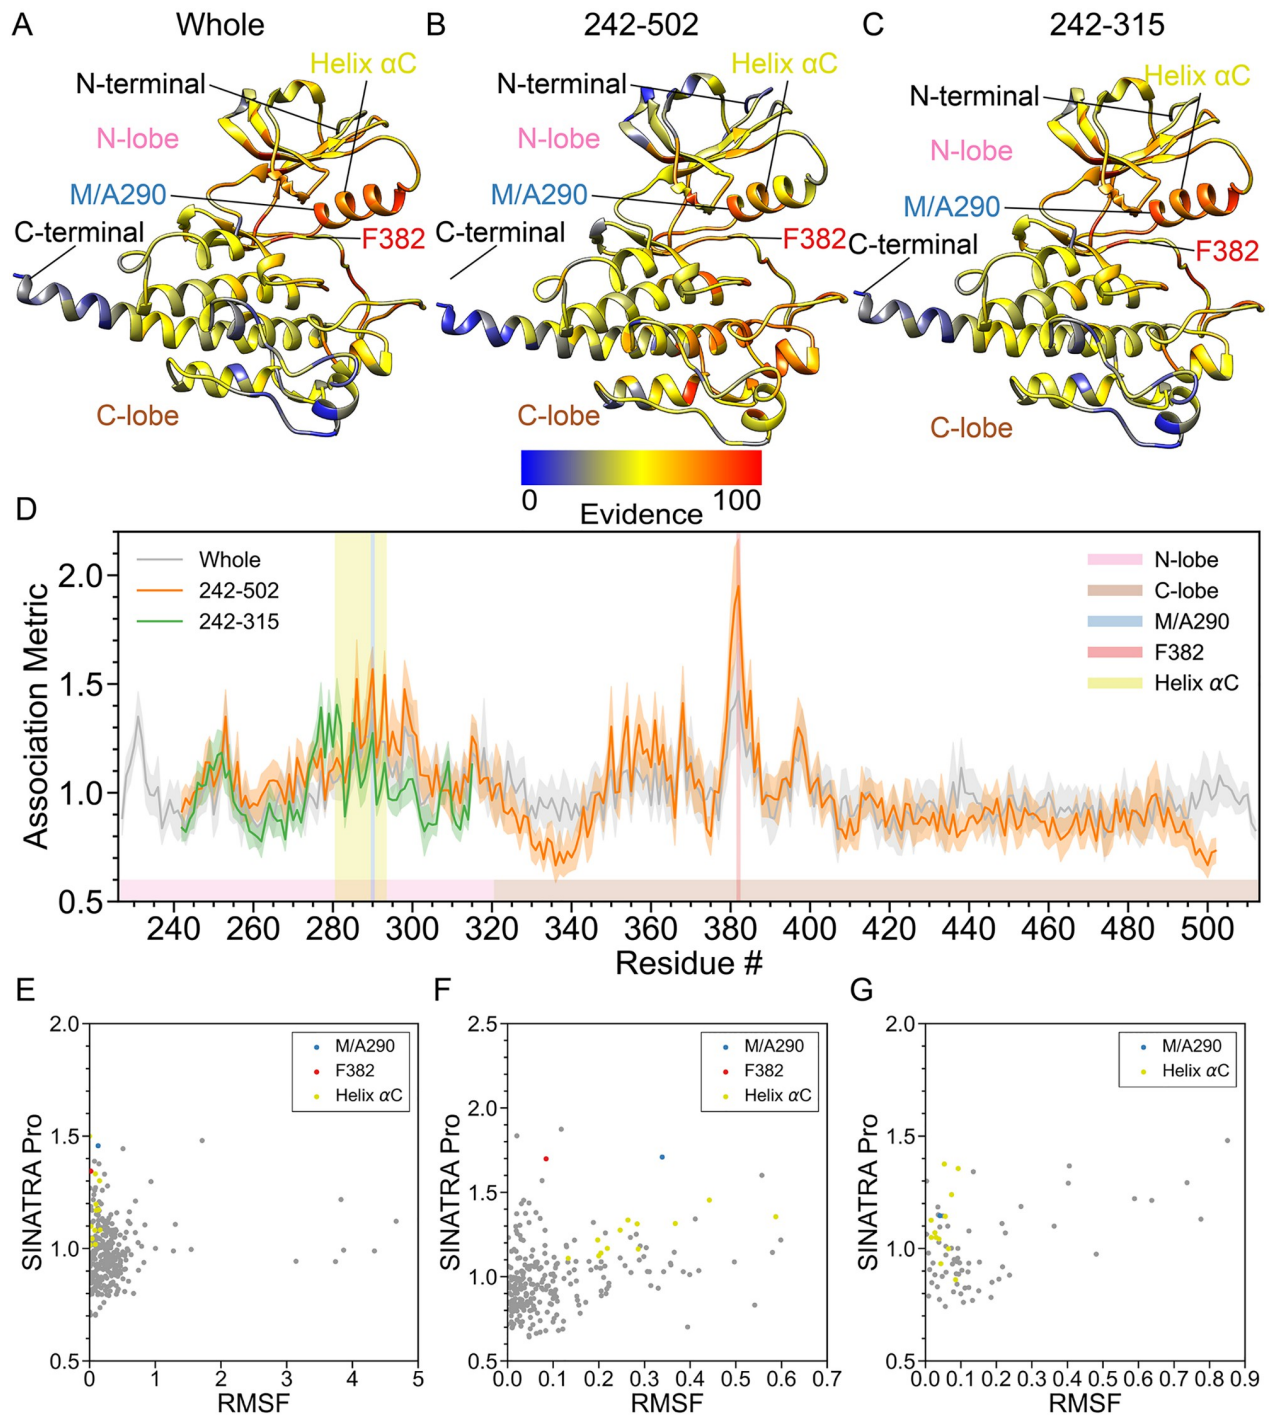 A Whole B 242-502 C 242-315
Helix αC
N-terminal
N-lobe
M/A290
C-terminal
F382
C-lobe
Helix αC
N-terminal
N-lobe
M/A290
C-terminal
F382
Helix αC
N-terminal
N-lobe
M/A290
C-terminal
F382
C-lobe
0 100
Evidence
D
Association Metric
2.0
1.5
1.0
0.5
Whole
242-502
242-315
N-lobe
C-lobe
M/A290
F382
Helix αC
240 260 280 300 320 340 360 380 400 420 440 460 480 500
Residue #
E
SINATRA Pro
2.0
1.5
1.0
0.5
M/A290
F382
Helix αC
0 1 2 3 4 5
RMSF
F
SINATRA Pro
2.5
2.0
1.5
1.0
0.5
M/A290
F382
Helix αC
0.0 0.1 0.2 0.3 0.4 0.5 0.6 0.7
RMSF
G
SINATRA Pro
2.0
1.5
1.0
0.5
M/A290
Helix αC
0.0 0.1 0.2 0.3 0.4 0.5 0.6 0.7 0.8 0.9
RMSF